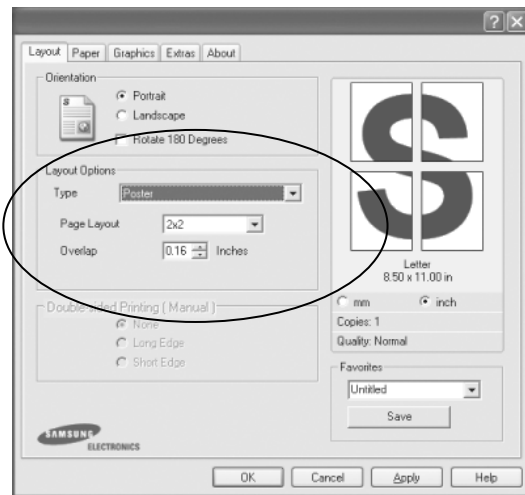 Layout Paper Graphics Extras About
Orientation
S
Portrait
Landscape
Rotate 180 Degrees
Layout Options
Type Poster
Page Layout 2x2
Overlap 0.16 Inches
Double-sided Printing ( Manual )
None
Long Edge
Short Edge
SAMSUNG
ELECTRONICS
S
Letter
8.50 x 11.00 in
mm inch
Copies: 1
Quality: Normal
Favorites
Untitled
Save
OK Cancel Apply Help